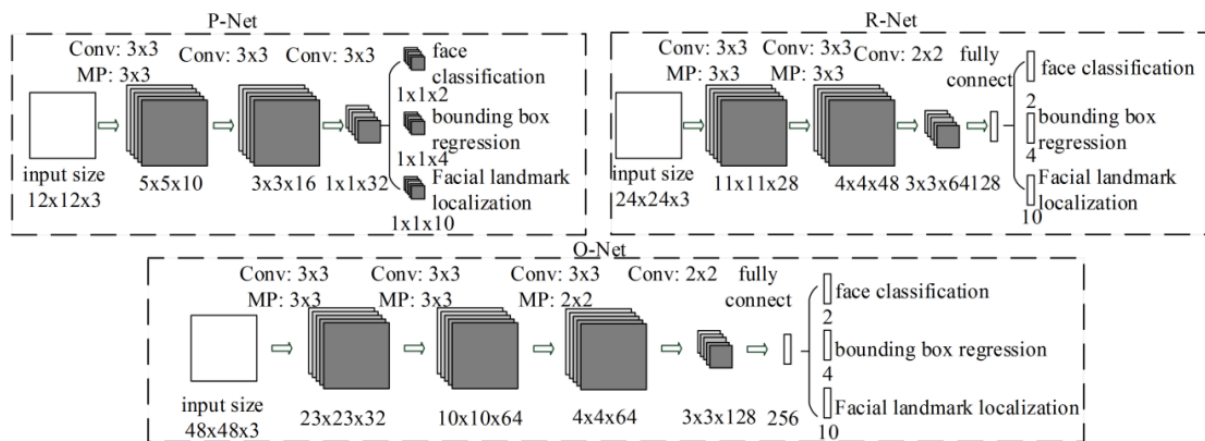 P-Net
Conv: 3x3
MP: 3x3
Conv: 3x3
Conv: 3x3
face
classification
1x1x2
bounding box
regression
1x1x4
Facial landmark
localization
1x1x10
input size
12x12x3
5x5x10
3x3x16
1x1x32
R-Net
Conv: 3x3
MP: 3x3
Conv: 3x3
MP: 3x3
Conv: 2x2
fully
connect
face classification
2
bounding box
regression
4
Facial landmark
localization
10
input size
24x24x3
11x11x28
4x4x48
3x3x64
128
O-Net
Conv: 3x3
MP: 3x3
Conv: 3x3
MP: 3x3
Conv: 3x3
MP: 2x2
Conv: 2x2
fully
connect
face classification
2
bounding box regression
4
Facial landmark localization
10
input size
48x48x3
23x23x32
10x10x64
4x4x64
3x3x128
256